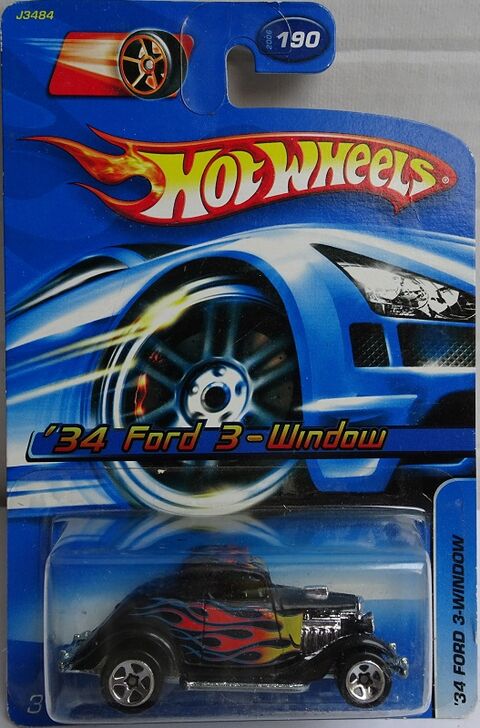 J3484
2006 190
HOT WHEELS®
'34 Ford 3-Window
'34 FORD 3-WINDOW
3